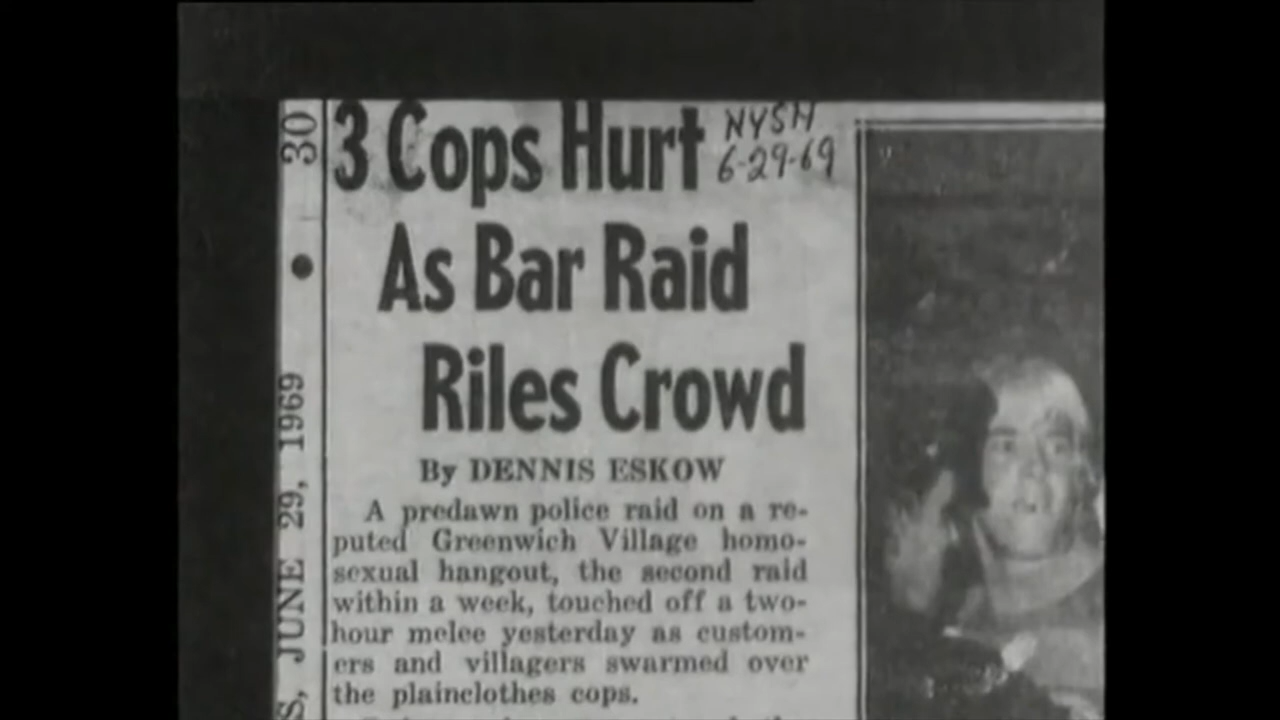 3 Cops Hurt
As Bar Raid
Riles Crowd
NYSH
6-29-69
By DENNIS ESKOW
A predawn police raid on a re-
puted Greenwich Village homo-
sexual hangout, the second raid
within a week, touched off a two-
hour melee yesterday as custom-
ers and villagers swarmed over
the plainclothes cops.
S, JUNE 29, 1969 • 30